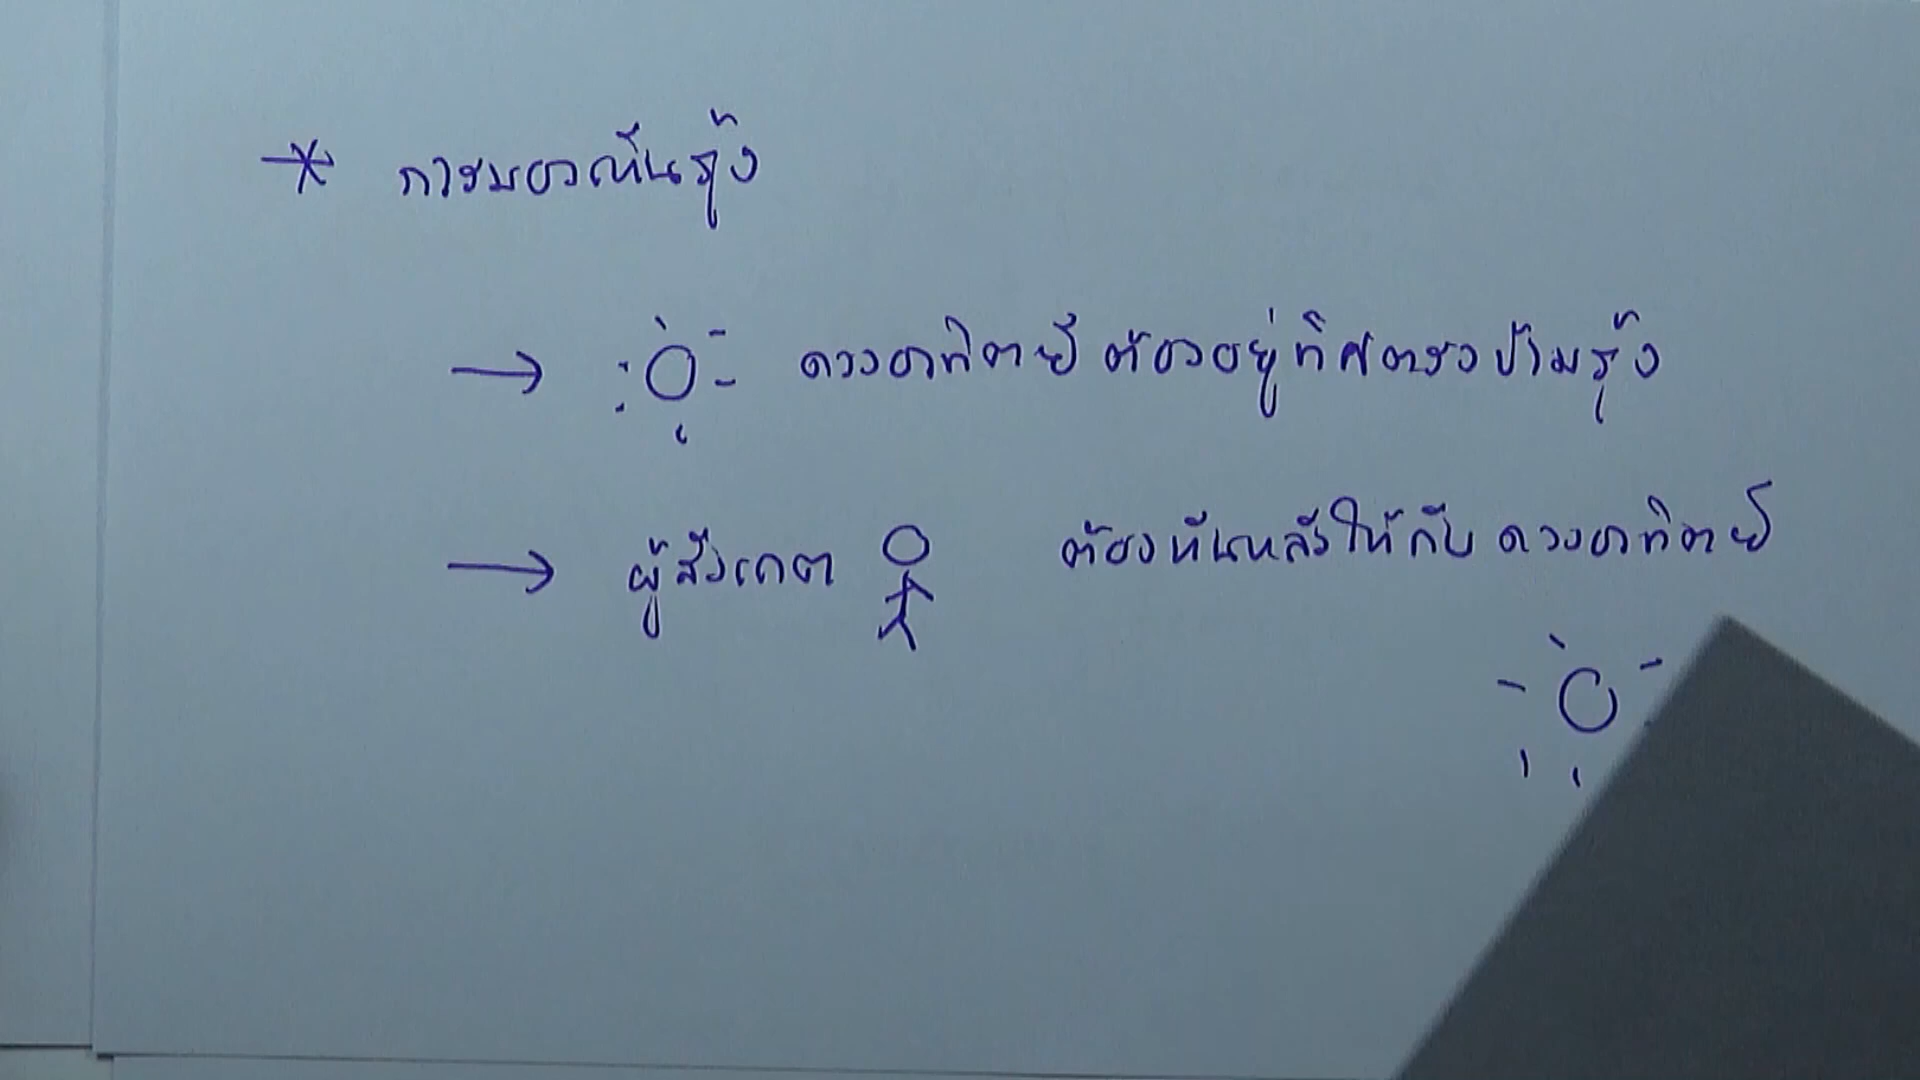 * การมองเห็นรุ้ง
→ ดวงอาทิตย์ ต้องอยู่ทิศตรงข้ามรุ้ง
→ ผู้สังเกต ต้องหันหลังให้กับ ดวงอาทิตย์